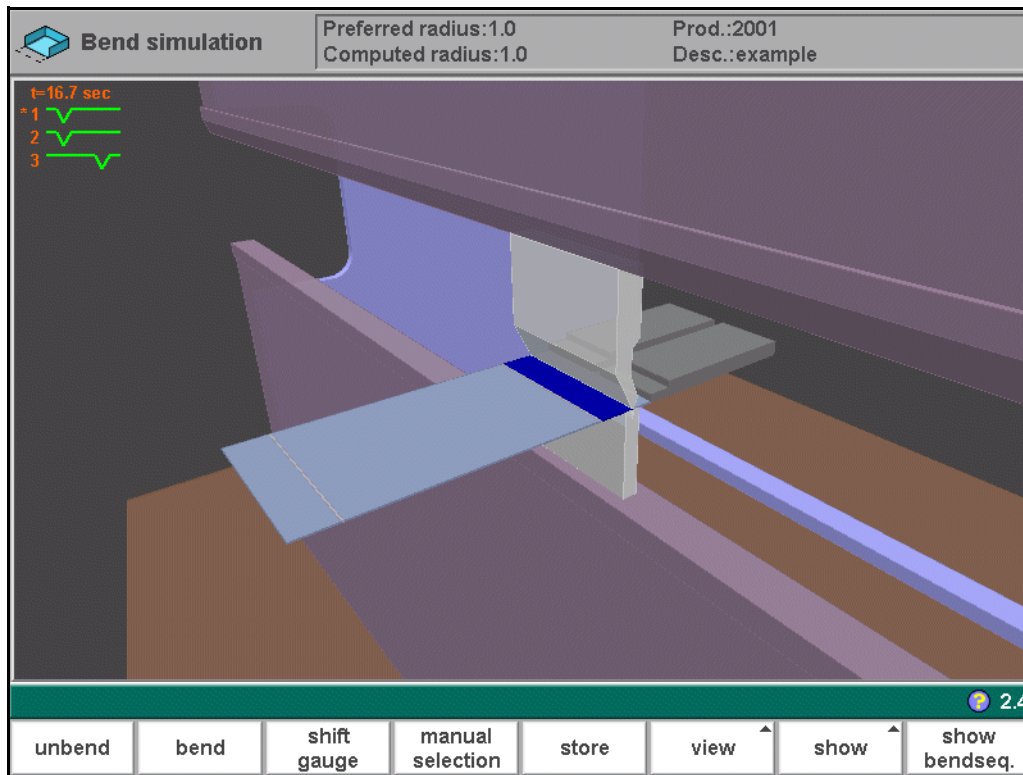 Bend simulation
Preferred radius:1.0
Computed radius:1.0
Prod.:2001
Desc.:example
t=16.7 sec
*1
2
3
? 2.4
unbend
bend
shift
gauge
manual
selection
store
view
show
show
bendseq.